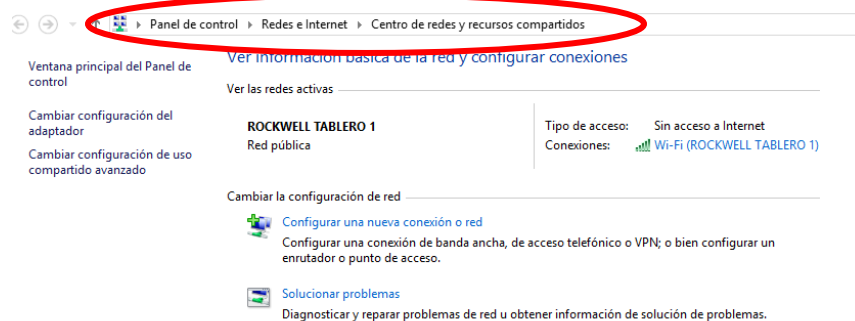 Panel de control ▸ Redes e Internet ▸ Centro de redes y recursos compartidos
Ventana principal del Panel de
control
Cambiar configuración del
adaptador
Cambiar configuración de uso
compartido avanzado
Ver información básica de la red y configurar conexiones
Ver las redes activas
ROCKWELL TABLERO 1
Red pública
Tipo de acceso: Sin acceso a Internet
Conexiones: Wi-Fi (ROCKWELL TABLERO 1)
Cambiar la configuración de red
Configurar una nueva conexión o red
Configurar una conexión de banda ancha, de acceso telefónico o VPN; o bien configurar un
enrutador o punto de acceso.
Solucionar problemas
Diagnosticar y reparar problemas de red u obtener información de solución de problemas.